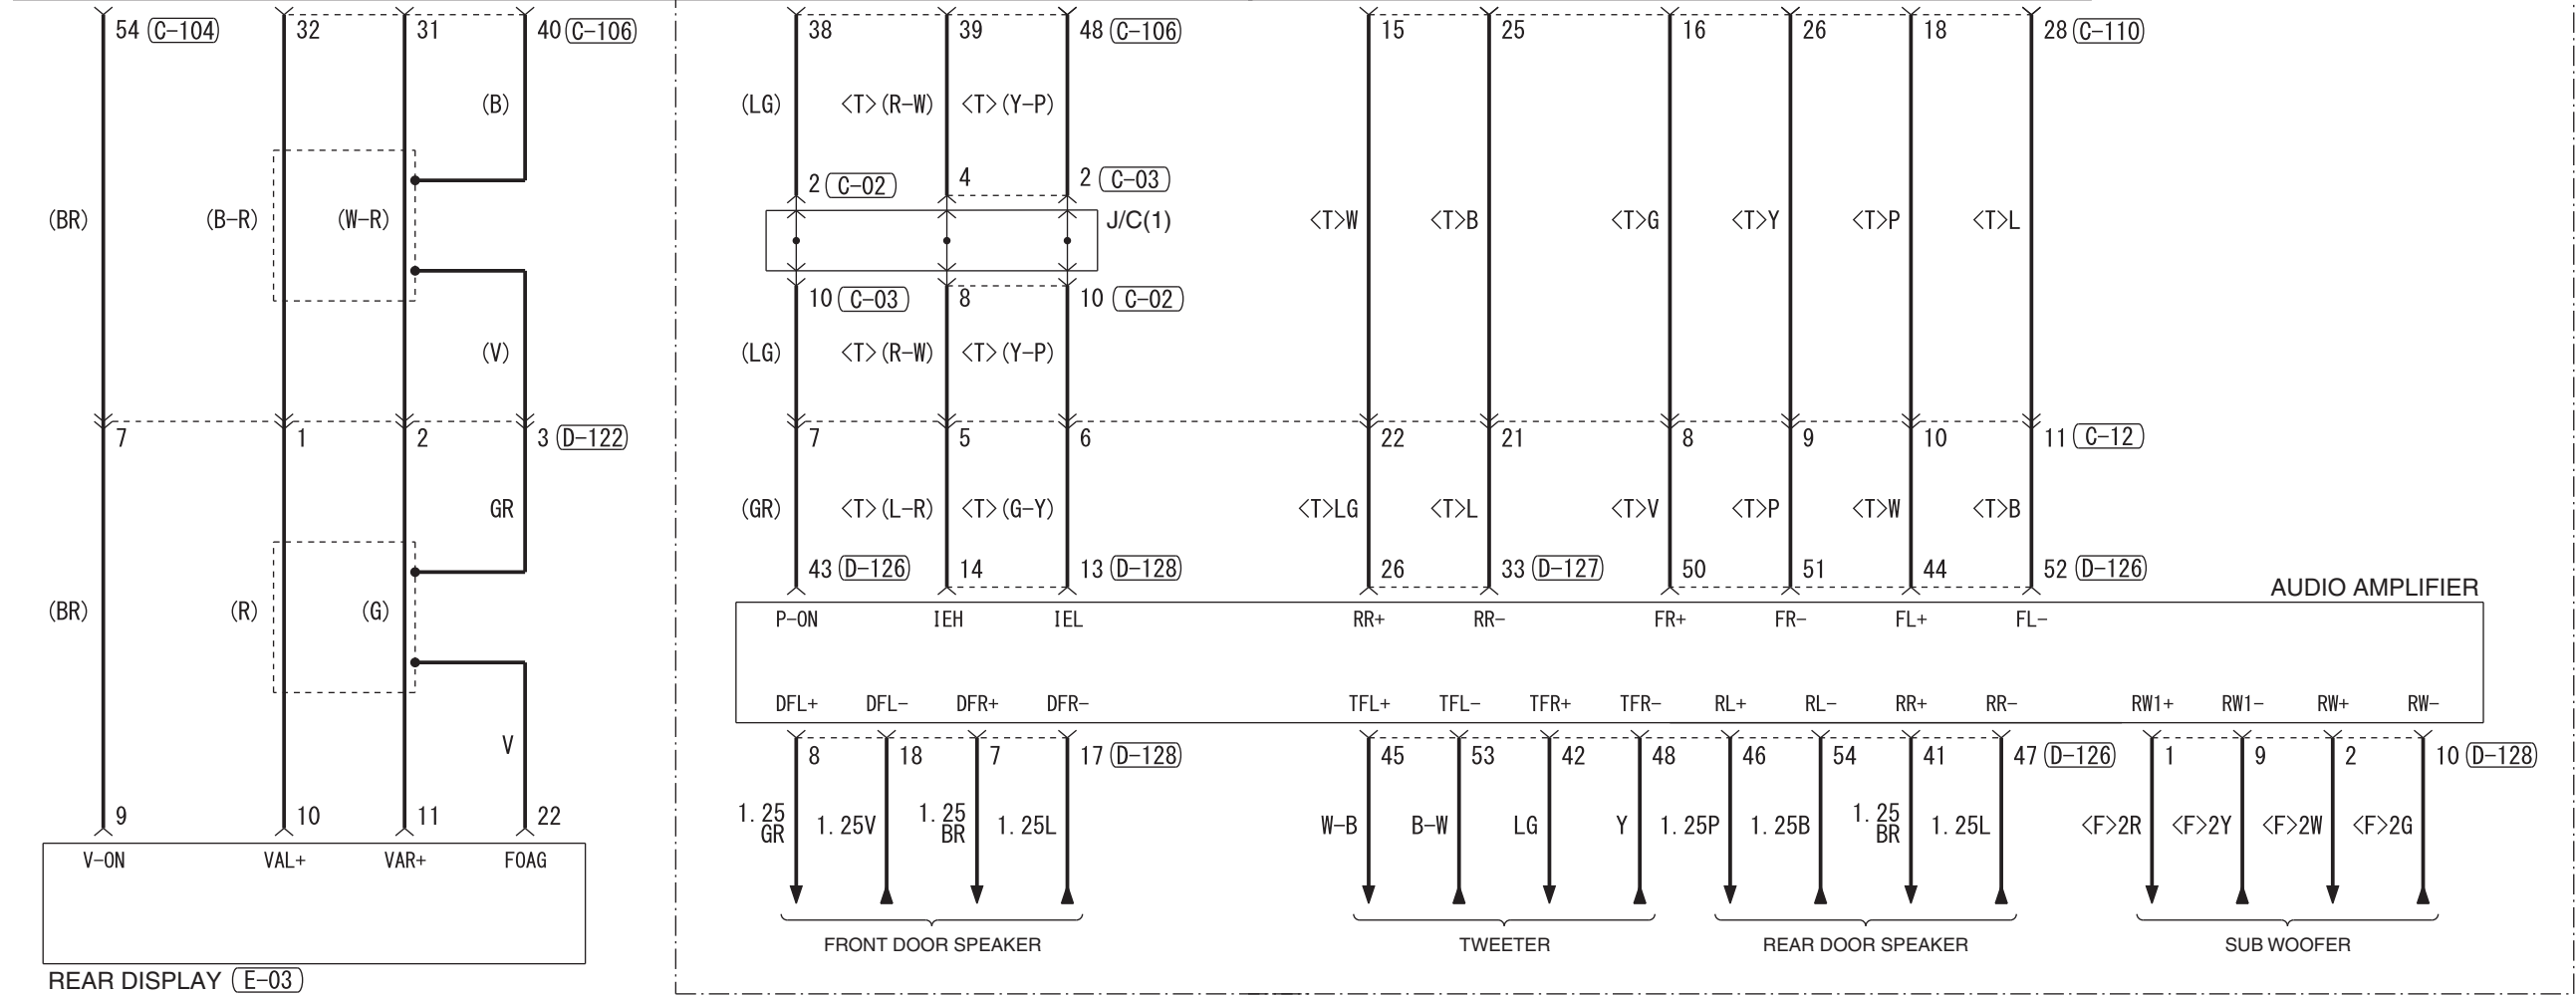 54 (C-104) 32 31 40 (C-106) 38 39 48 (C-106) 15 25 16 26 18 28 (C-110)
(B) (LG) <T>(R-W) <T>(Y-P)
2 (C-02) 4 2 (C-03)
(BR) (B-R) (W-R) J/C(1) <T>W <T>B <T>G <T>Y <T>P <T>L
10 (C-03) 8 10 (C-02)
(V) (LG) <T>(R-W) <T>(Y-P)
7 1 2 3 (D-122) 7 5 6 22 21 8 9 10 11 (C-12)
GR (GR) <T>(L-R) <T>(G-Y) <T>LG <T>L <T>V <T>P <T>W <T>B
43 (D-126) 14 13 (D-128) 26 33 (D-127) 50 51 44 52 (D-126)
AUDIO AMPLIFIER
(BR) (R) (G) P-ON IEH IEL RR+ RR- FR+ FR- FL+ FL-
DFL+ DFL- DFR+ DFR- TFL+ TFL- TFR+ TFR- RL+ RL- RR+ RR- RW1+ RW1- RW+ RW-
V 8 18 7 17 (D-128) 45 53 42 48 46 54 41 47 (D-126) 1 9 2 10 (D-128)
9 10 11 22 1.25GR 1.25V 1.25BR 1.25L W-B B-W LG Y 1.25P 1.25B 1.25BR 1.25L <F>2R <F>2Y <F>2W <F>2G
V-ON VAL+ VAR+ FOAG
FRONT DOOR SPEAKER TWEETER REAR DOOR SPEAKER SUB WOOFER
REAR DISPLAY (E-03)